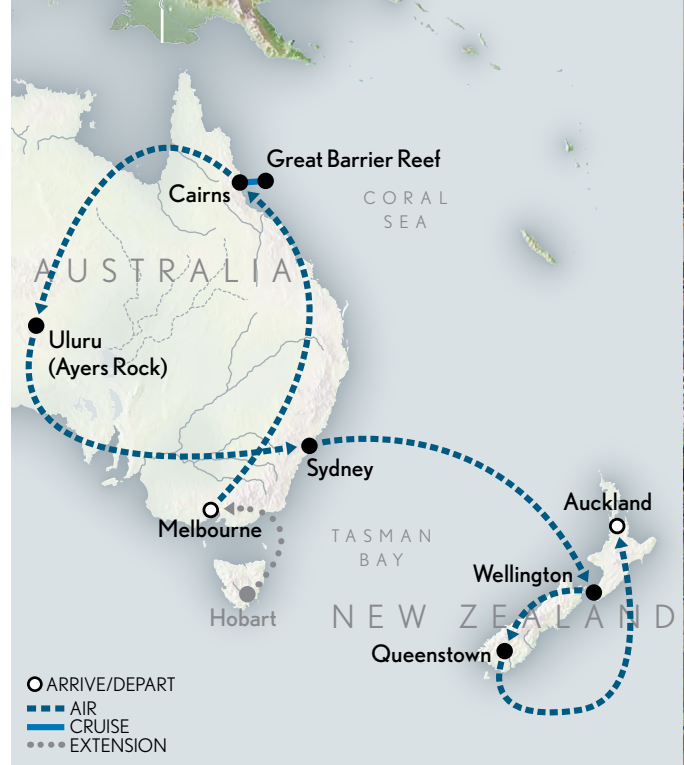 Great Barrier Reef
Cairns
CORAL
SEA
AUSTRALIA
Uluru
(Ayers Rock)
Sydney
Melbourne
Auckland
TASMAN
BAY
Wellington
Hobart
NEW ZEALAND
Queenstown
ARRIVE/DEPART
AIR
CRUISE
EXTENSION